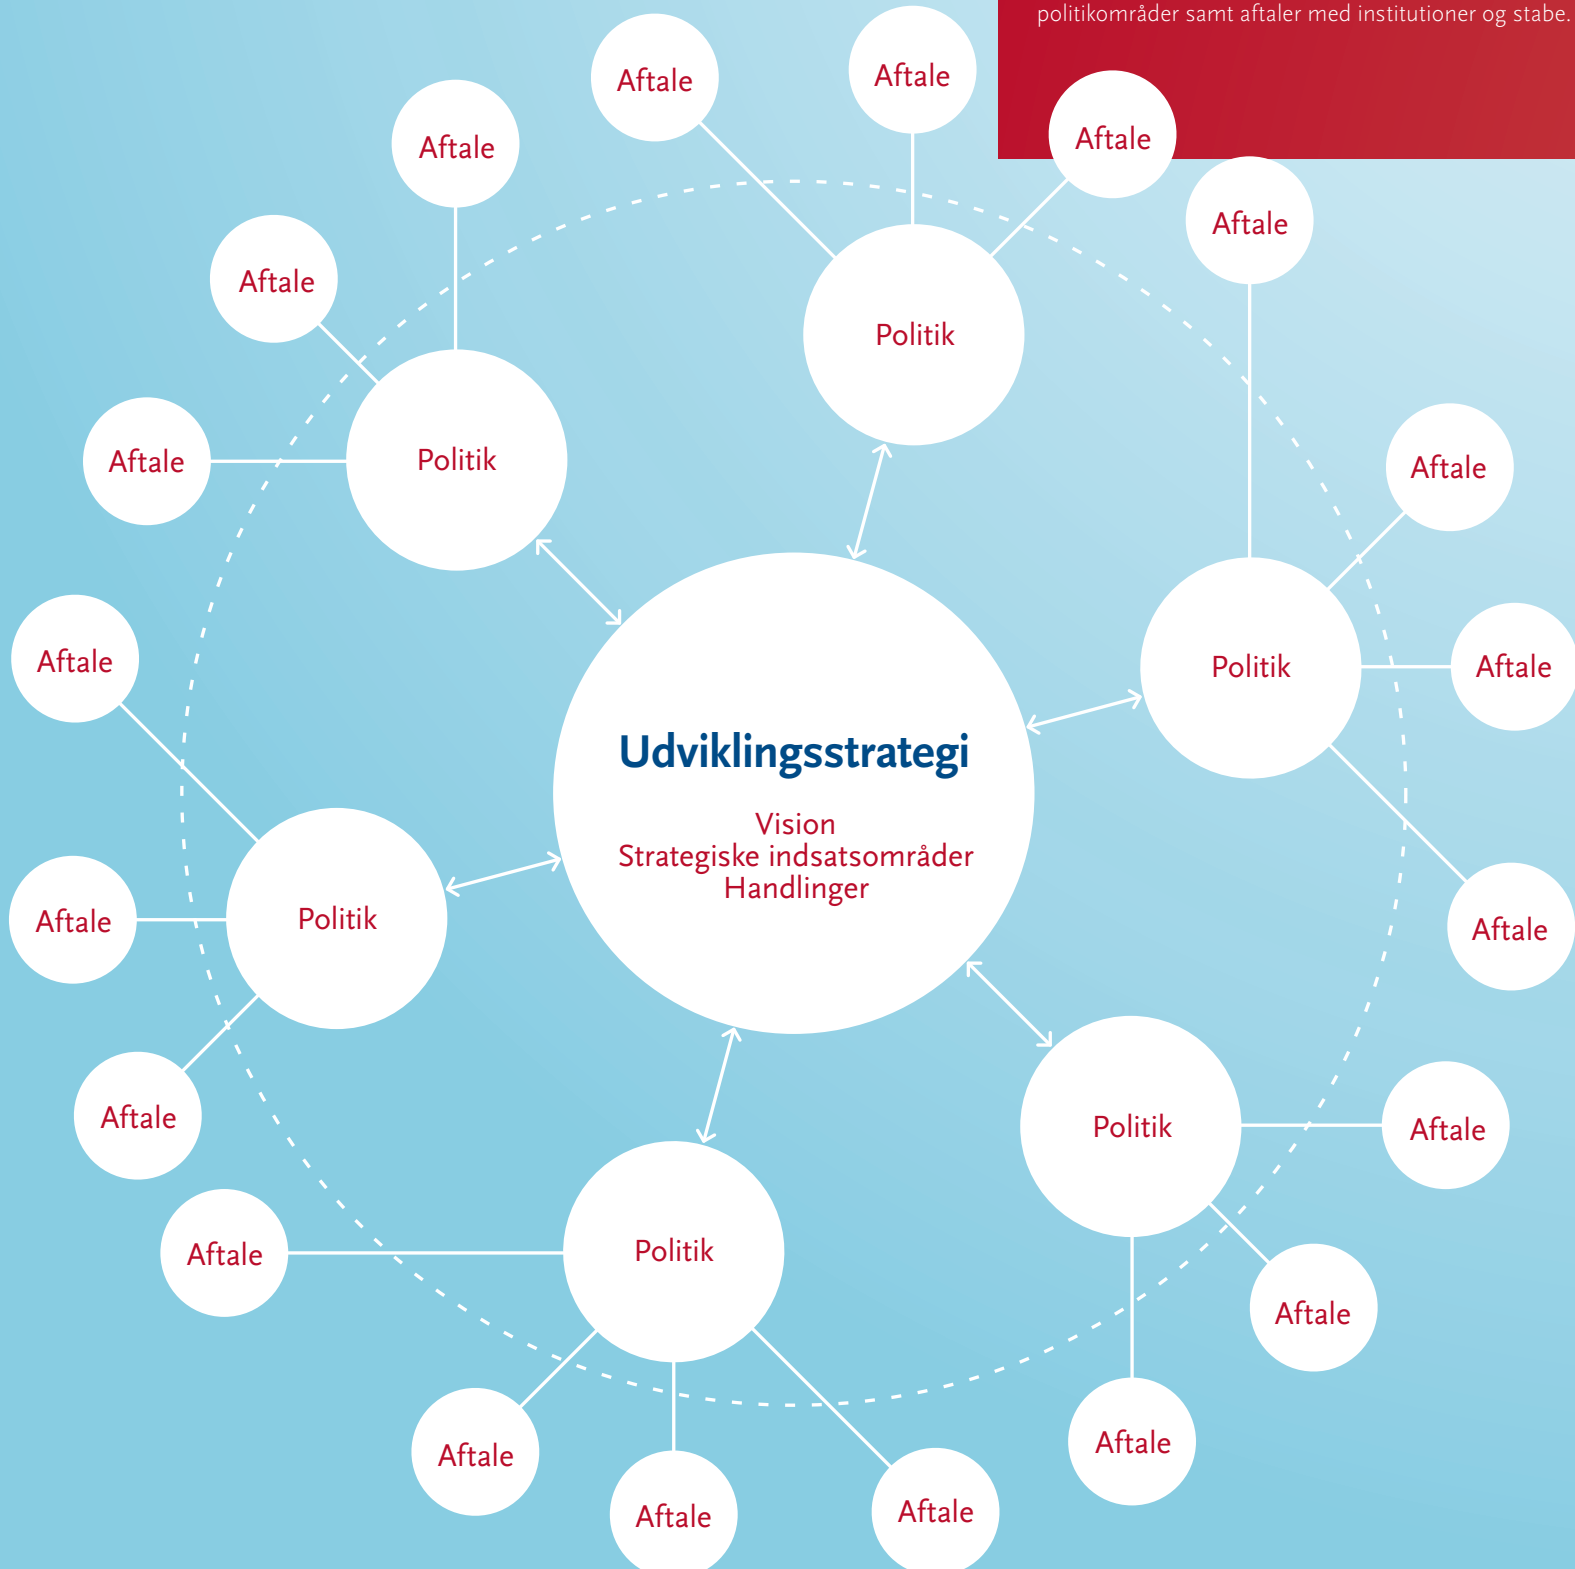 politikområder samt aftaler med institutioner og stabe.
Aftale
Aftale
Aftale
Aftale
Aftale
Aftale
Politik
Aftale
Politik
Aftale
Aftale
Politik
Aftale
Aftale
Udviklingsstrategi
Vision
Strategiske indsatsområder
Handlinger
Politik
Aftale
Aftale
Aftale
Politik
Aftale
Politik
Aftale
Aftale
Aftale
Aftale
Aftale
Aftale